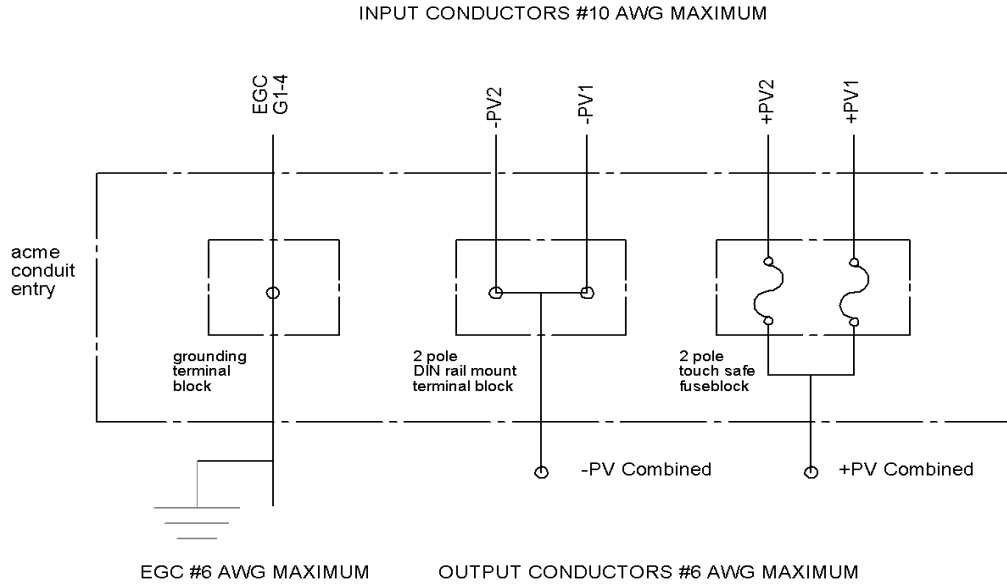 INPUT CONDUCTORS #10 AWG MAXIMUM
EGC
G1-4
-PV2
-PV1
+PV2
+PV1
acme
conduit
entry
grounding
terminal
block
2 pole
DIN rail mount
terminal block
2 pole
touch safe
fuseblock
-PV Combined
+PV Combined
EGC #6 AWG MAXIMUM
OUTPUT CONDUCTORS #6 AWG MAXIMUM